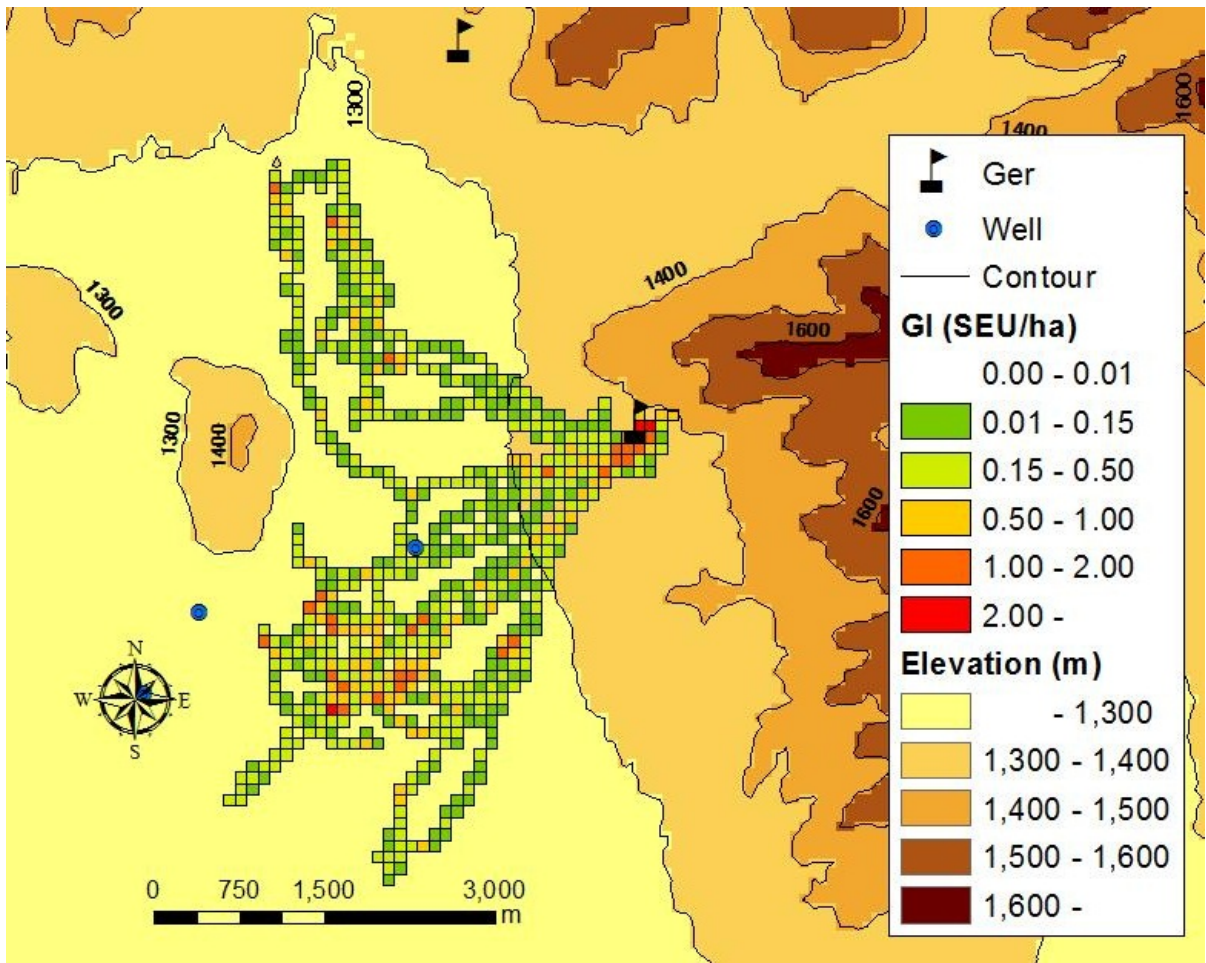 1300
1400
1600
1400
1300
1600
1300
1400
1600
Ger
Well
Contour
GI (SEU/ha)
0.00 - 0.01
0.01 - 0.15
0.15 - 0.50
0.50 - 1.00
1.00 - 2.00
2.00 -
Elevation (m)
- 1,300
1,300 - 1,400
1,400 - 1,500
1,500 - 1,600
1,600 -
N
W E
S
0 750 1,500 3,000
m